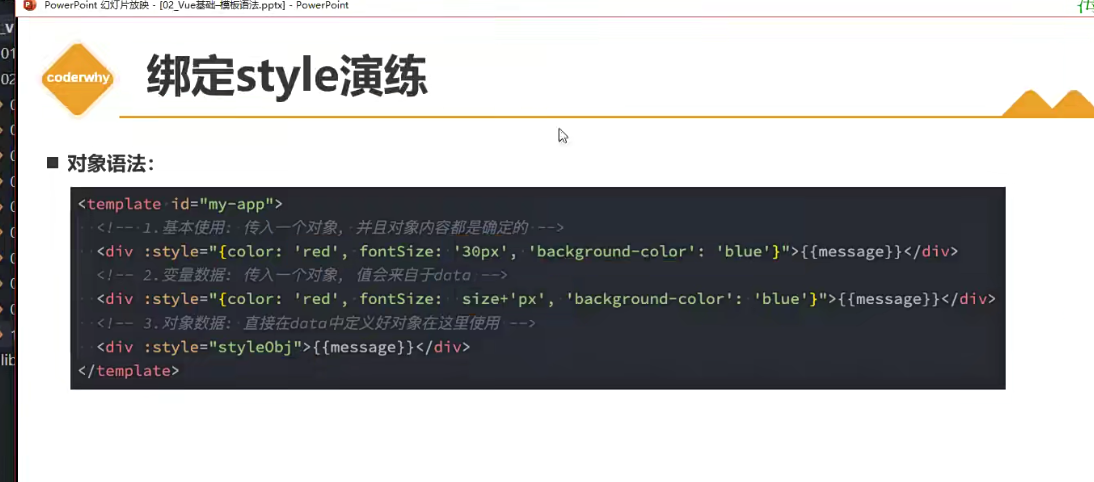 PowerPoint 幻灯片放映 - [02_Vue基础–模板语法.pptx] - PowerPoint
coderwhy
绑定style演练
对象语法：
<template id="my-app">
<!-- 1.基本使用: 传入一个对象, 并且对象内容都是确定的 -->
<div :style="{color: 'red', fontSize: '30px', 'background-color': 'blue'}">{{message}}</div>
<!-- 2.变量数据: 传入一个对象, 值会来自于data -->
<div :style="{color: 'red', fontSize:  size+'px', 'background-color': 'blue'}">{{message}}</div>
<!-- 3.对象数据: 直接在data中定义好对象在这里使用 -->
<div :style="styleObj">{{message}}</div>
</template>
lib